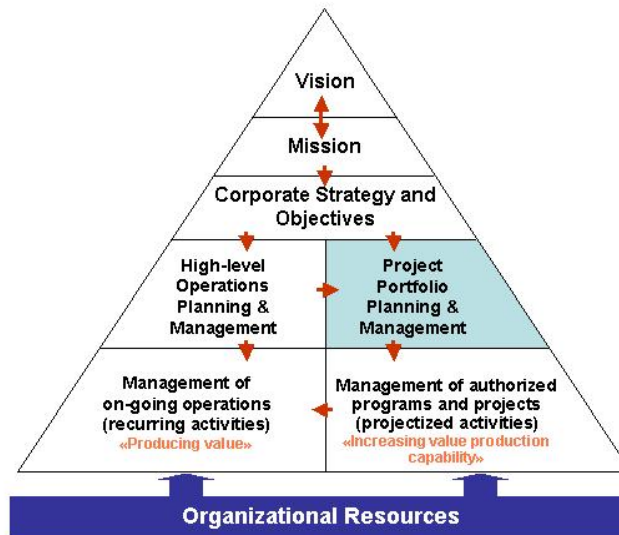 Vision
Mission
Corporate Strategy and
Objectives
High-level
Operations
Planning &
Management
Project
Portfolio
Planning &
Management
Management of
on-going operations
(recurring activities)
«Producing value»
Management of authorized
programs and projects
(projectized activities)
«Increasing value production
capability»
Organizational Resources